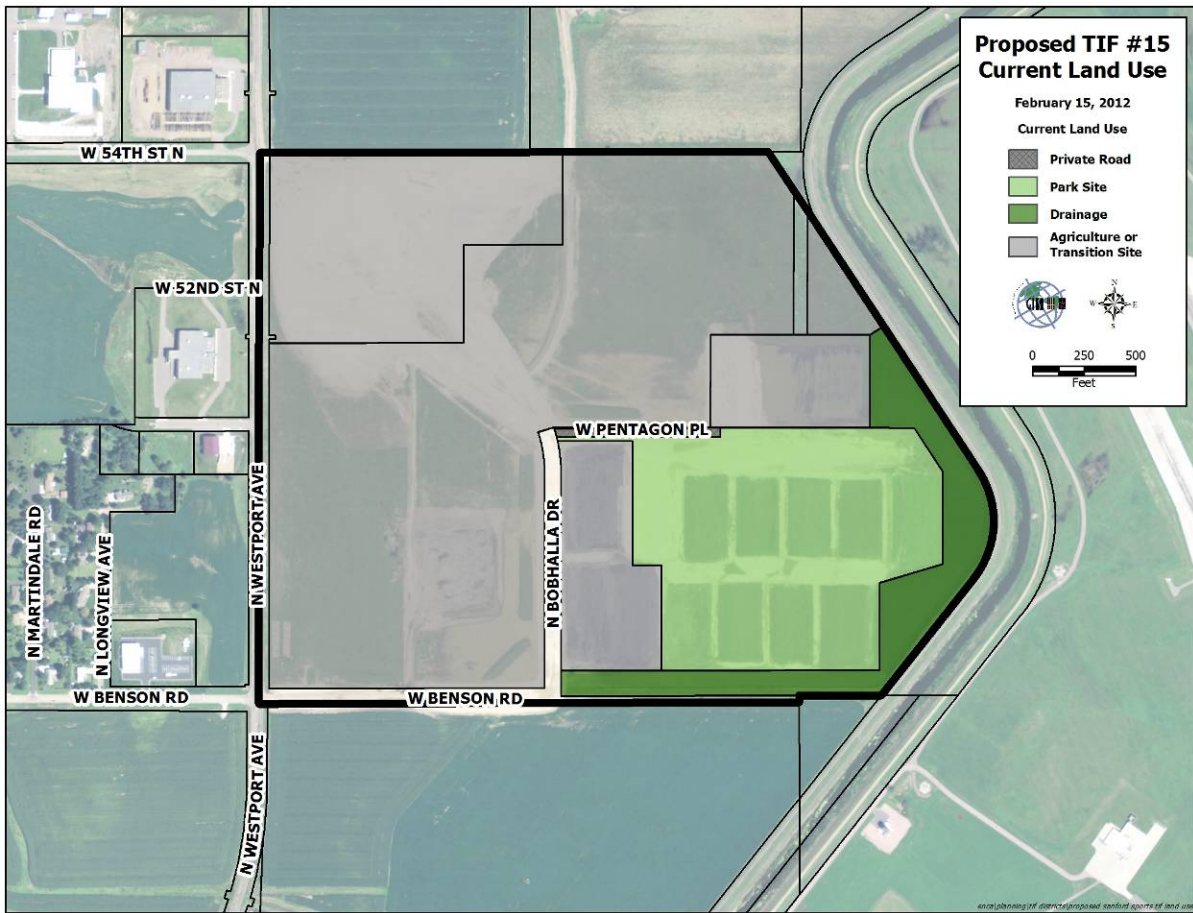 Proposed TIF #15
Current Land Use
February 15, 2012
Current Land Use
Private Road
Park Site
Drainage
Agriculture or
Transition Site
N
W
E
S
0 250 500
Feet
W 54TH ST N
W 52ND ST N
W PENTAGON PL
N WESTPORT AVE
N BOBHALLA DR
N MARTINDALE RD
N LONGVIEW AVE
W BENSON RD
W BENSON RD
N WESTPORT AVE